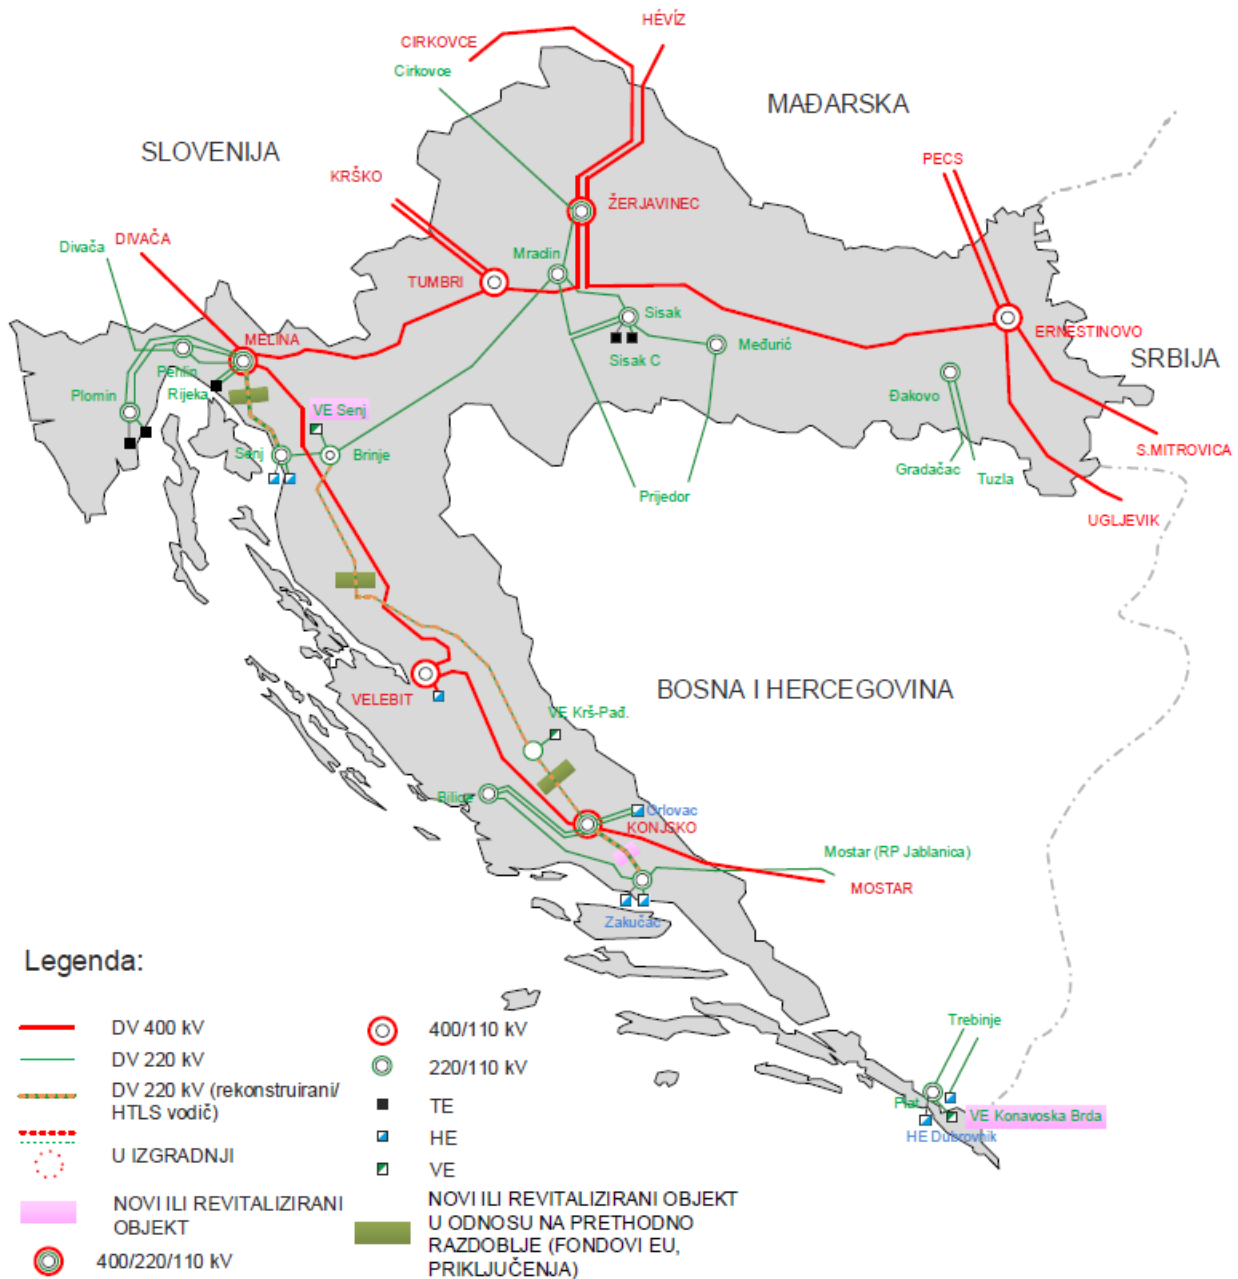 HÉVÍZ
CIRKOVCE
Cirkovce
MAĐARSKA
SLOVENIJA
PECS
KRŠKO
ŽERJAVINEC
DIVAČA
Divača
Mraclin
TUMBRI
Sisak
ERNESTINOVO
MELINA
Međurić
SRBIJA
Pehlin
Sisak C
Rijeka
Plomin
Đakovo
VE Senj
S.MITROVICA
Senj
Brinje
Gradačac
Tuzla
Prijedor
UGLJEVIK
BOSNA I HERCEGOVINA
VELEBIT
VE Krš-Pađ.
Bilice
Orlovac
KONJSKO
Mostar (RP Jablanica)
MOSTAR
Zakučac
Legenda:
Trebinje
DV 400 kV
400/110 kV
DV 220 kV
220/110 kV
DV 220 kV (rekonstruirani/
HTLS vodič)
TE
Plat
VE Konavoska Brda
HE Dubrovnik
HE
U IZGRADNJI
VE
NOVI ILI REVITALIZIRANI
OBJEKT
NOVI ILI REVITALIZIRANI OBJEKT
U ODNOSU NA PRETHODNO
RAZDOBLJE (FONDOVI EU,
PRIKLJUČENJA)
400/220/110 kV